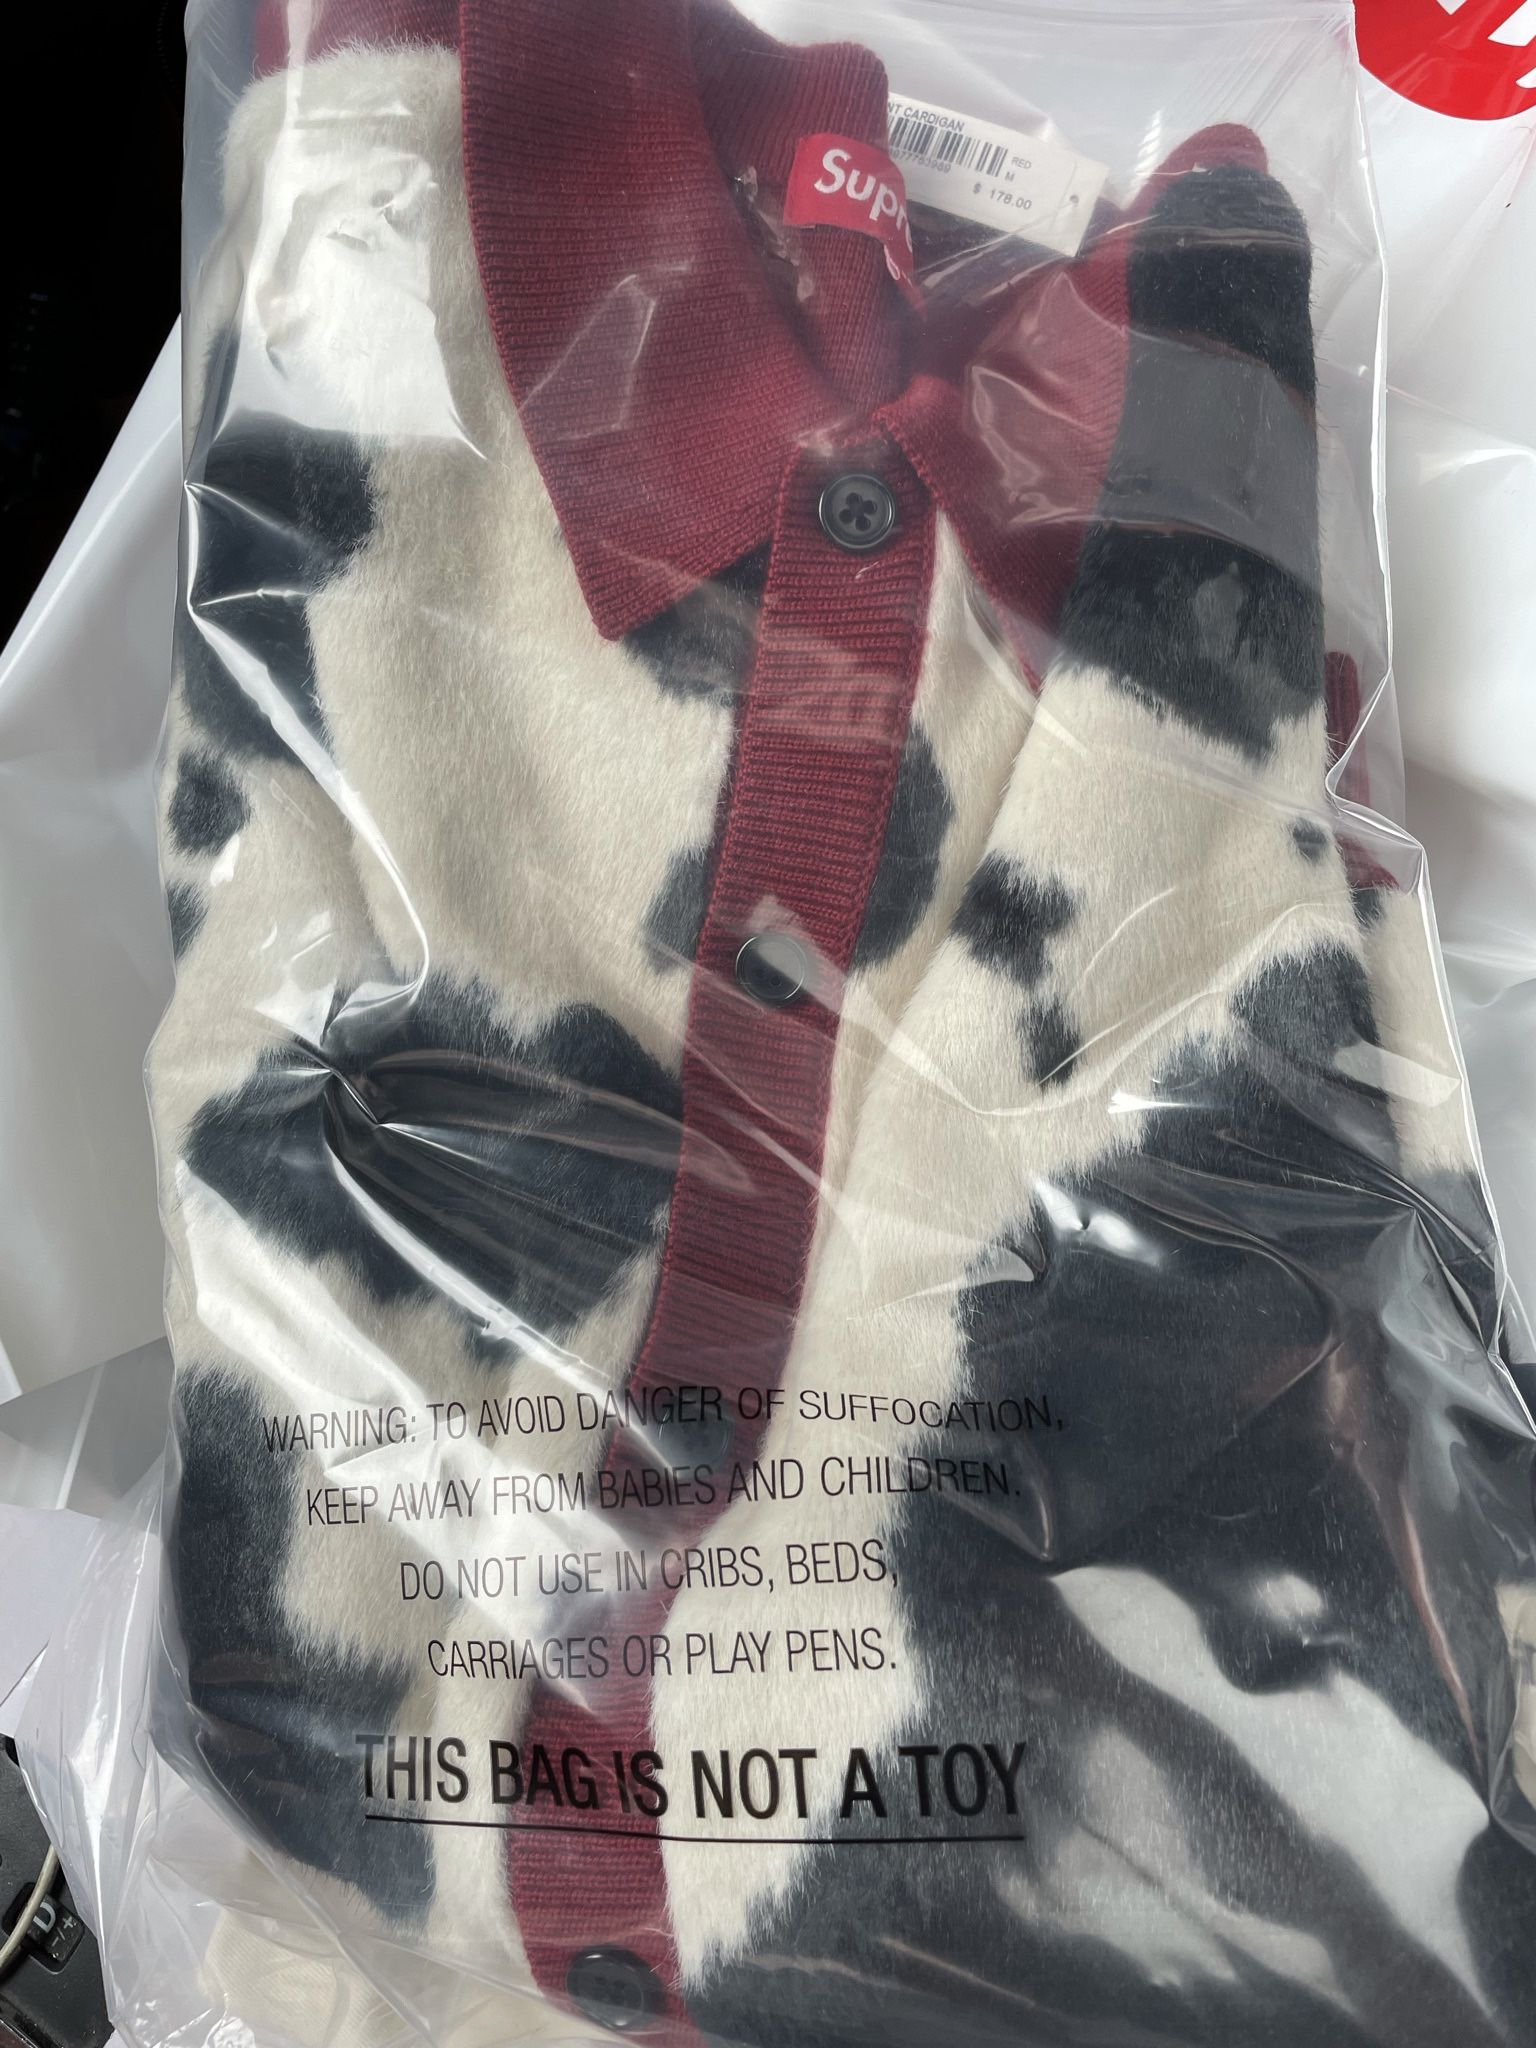 NT CARDIGAN
RED
977783989 M
$ 178.00
Supr
WARNING: TO AVOID DANGER OF SUFFOCATION,
KEEP AWAY FROM BABIES AND CHILDREN.
DO NOT USE IN CRIBS, BEDS,
CARRIAGES OR PLAY PENS.
THIS BAG IS NOT A TOY
D